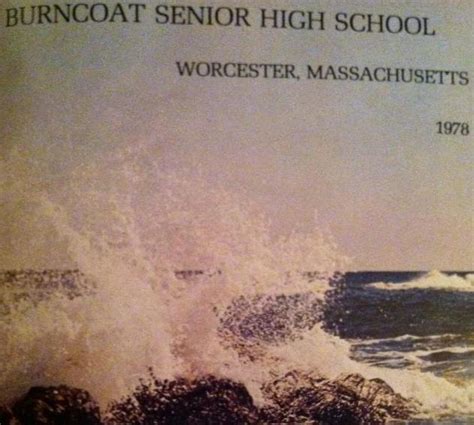 BURNCOAT SENIOR HIGH SCHOOL
WORCESTER, MASSACHUSETTS
1978